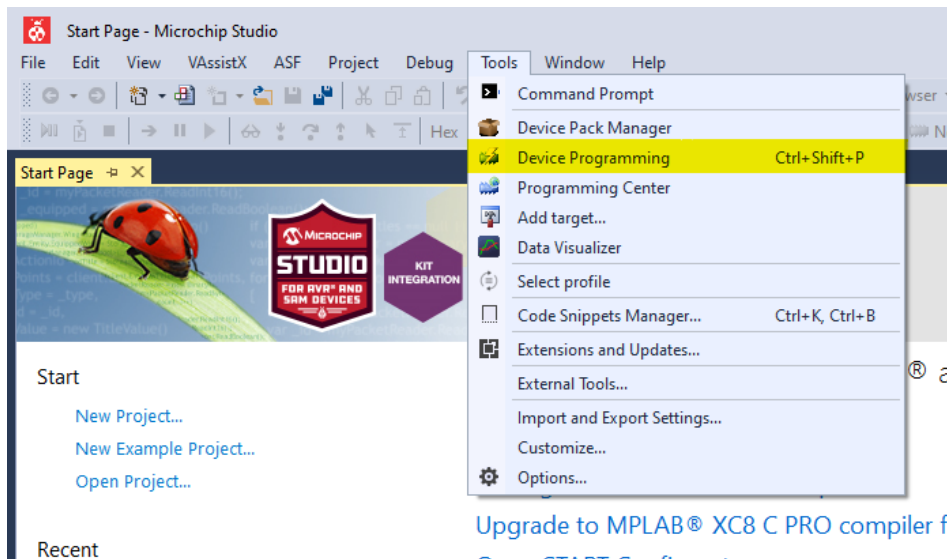 Start Page - Microchip Studio
File Edit View VAssistX ASF Project Debug Tools Window Help
Hex
Start Page
Command Prompt
Device Pack Manager
Device Programming Ctrl+Shift+P
Programming Center
Add target...
Data Visualizer
Select profile
Code Snippets Manager... Ctrl+K, Ctrl+B
Extensions and Updates...
External Tools...
Import and Export Settings...
Customize...
Options...
MICROCHIP
STUDIO
FOR AVR® AND
SAM DEVICES
KIT
INTEGRATION
Start
New Project...
New Example Project...
Open Project...
Recent
Upgrade to MPLAB® XC8 C PRO compiler f